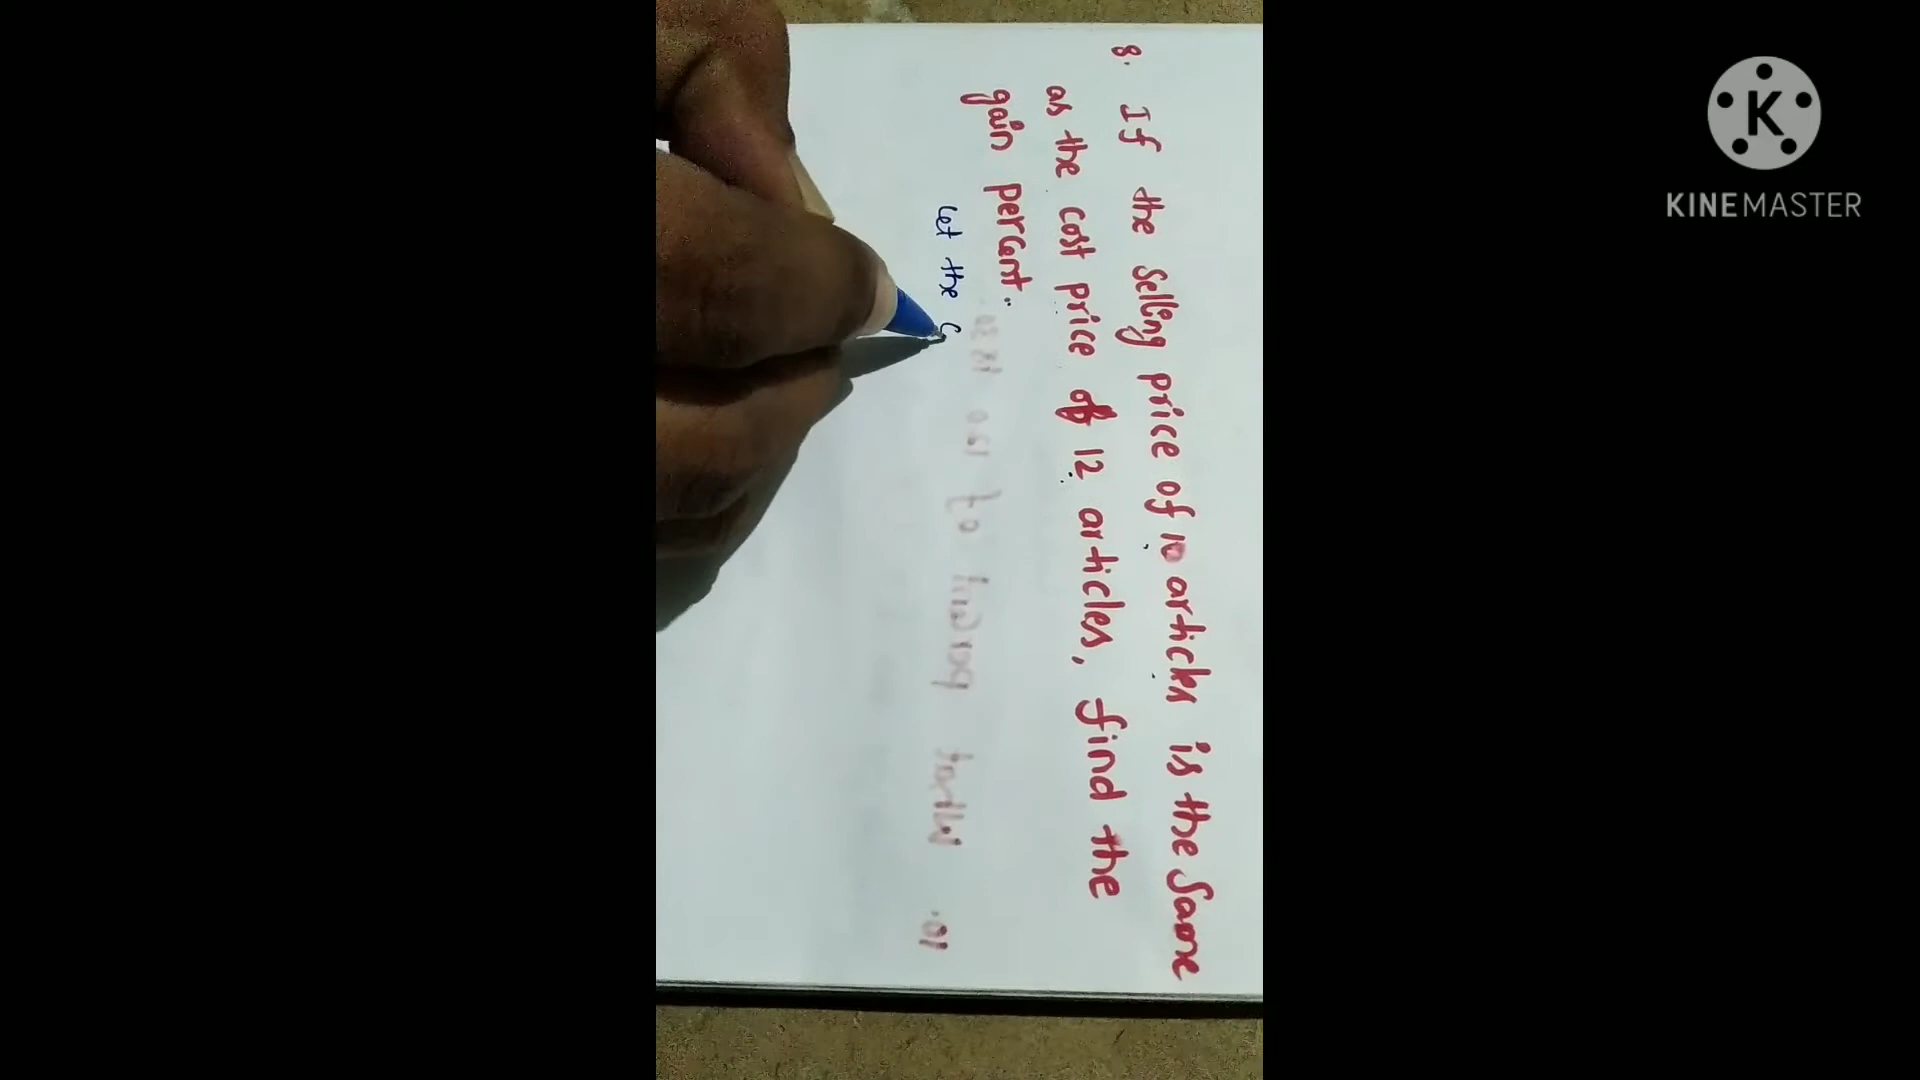 8. If the Selling price of 10 articles is the Same
as the cost price of 12 articles, find the
gain percent.
Let the C
K
KINEMASTER